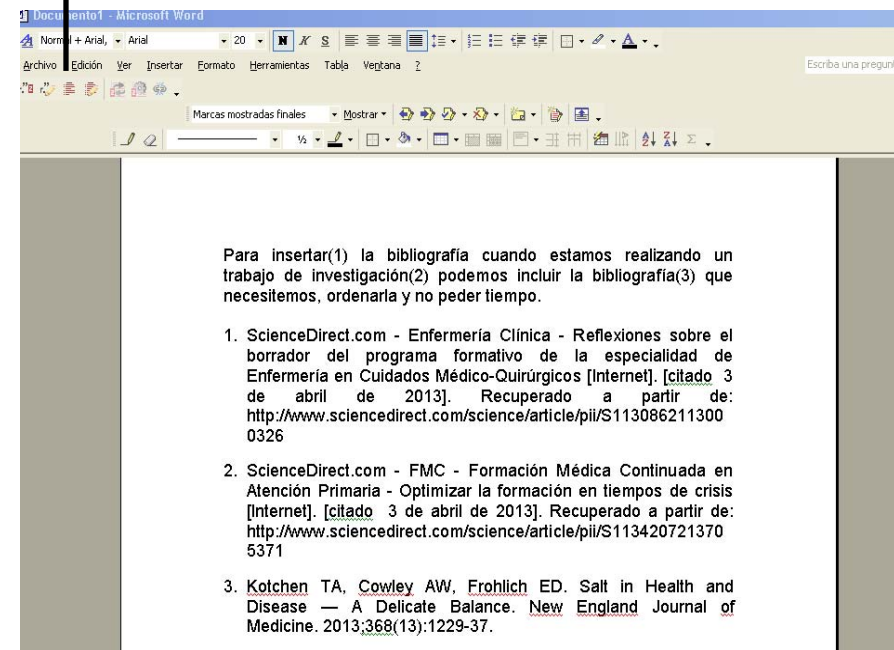 Documento1 - Microsoft Word
Normal + Arial, Arial 20 N K S A
Archivo Edición Ver Insertar Formato Herramientas Tabla Ventana ? Escriba una pregun
Marcas mostradas finales Mostrar
½
Para insertar(1) la bibliografía cuando estamos realizando un
trabajo de investigación(2) podemos incluir la bibliografía(3) que
necesitemos, ordenarla y no peder tiempo.
1. ScienceDirect.com - Enfermería Clínica - Reflexiones sobre el
borrador del programa formativo de la especialidad de
Enfermería en Cuidados Médico-Quirúrgicos [Internet]. [citado 3
de abril de 2013]. Recuperado a partir de:
http://www.sciencedirect.com/science/article/pii/S113086211300
0326
2. ScienceDirect.com - FMC - Formación Médica Continuada en
Atención Primaria - Optimizar la formación en tiempos de crisis
[Internet]. [citado 3 de abril de 2013]. Recuperado a partir de:
http://www.sciencedirect.com/science/article/pii/S113420721370
5371
3. Kotchen TA, Cowley AW, Frohlich ED. Salt in Health and
Disease — A Delicate Balance. New England Journal of
Medicine. 2013;368(13):1229-37.